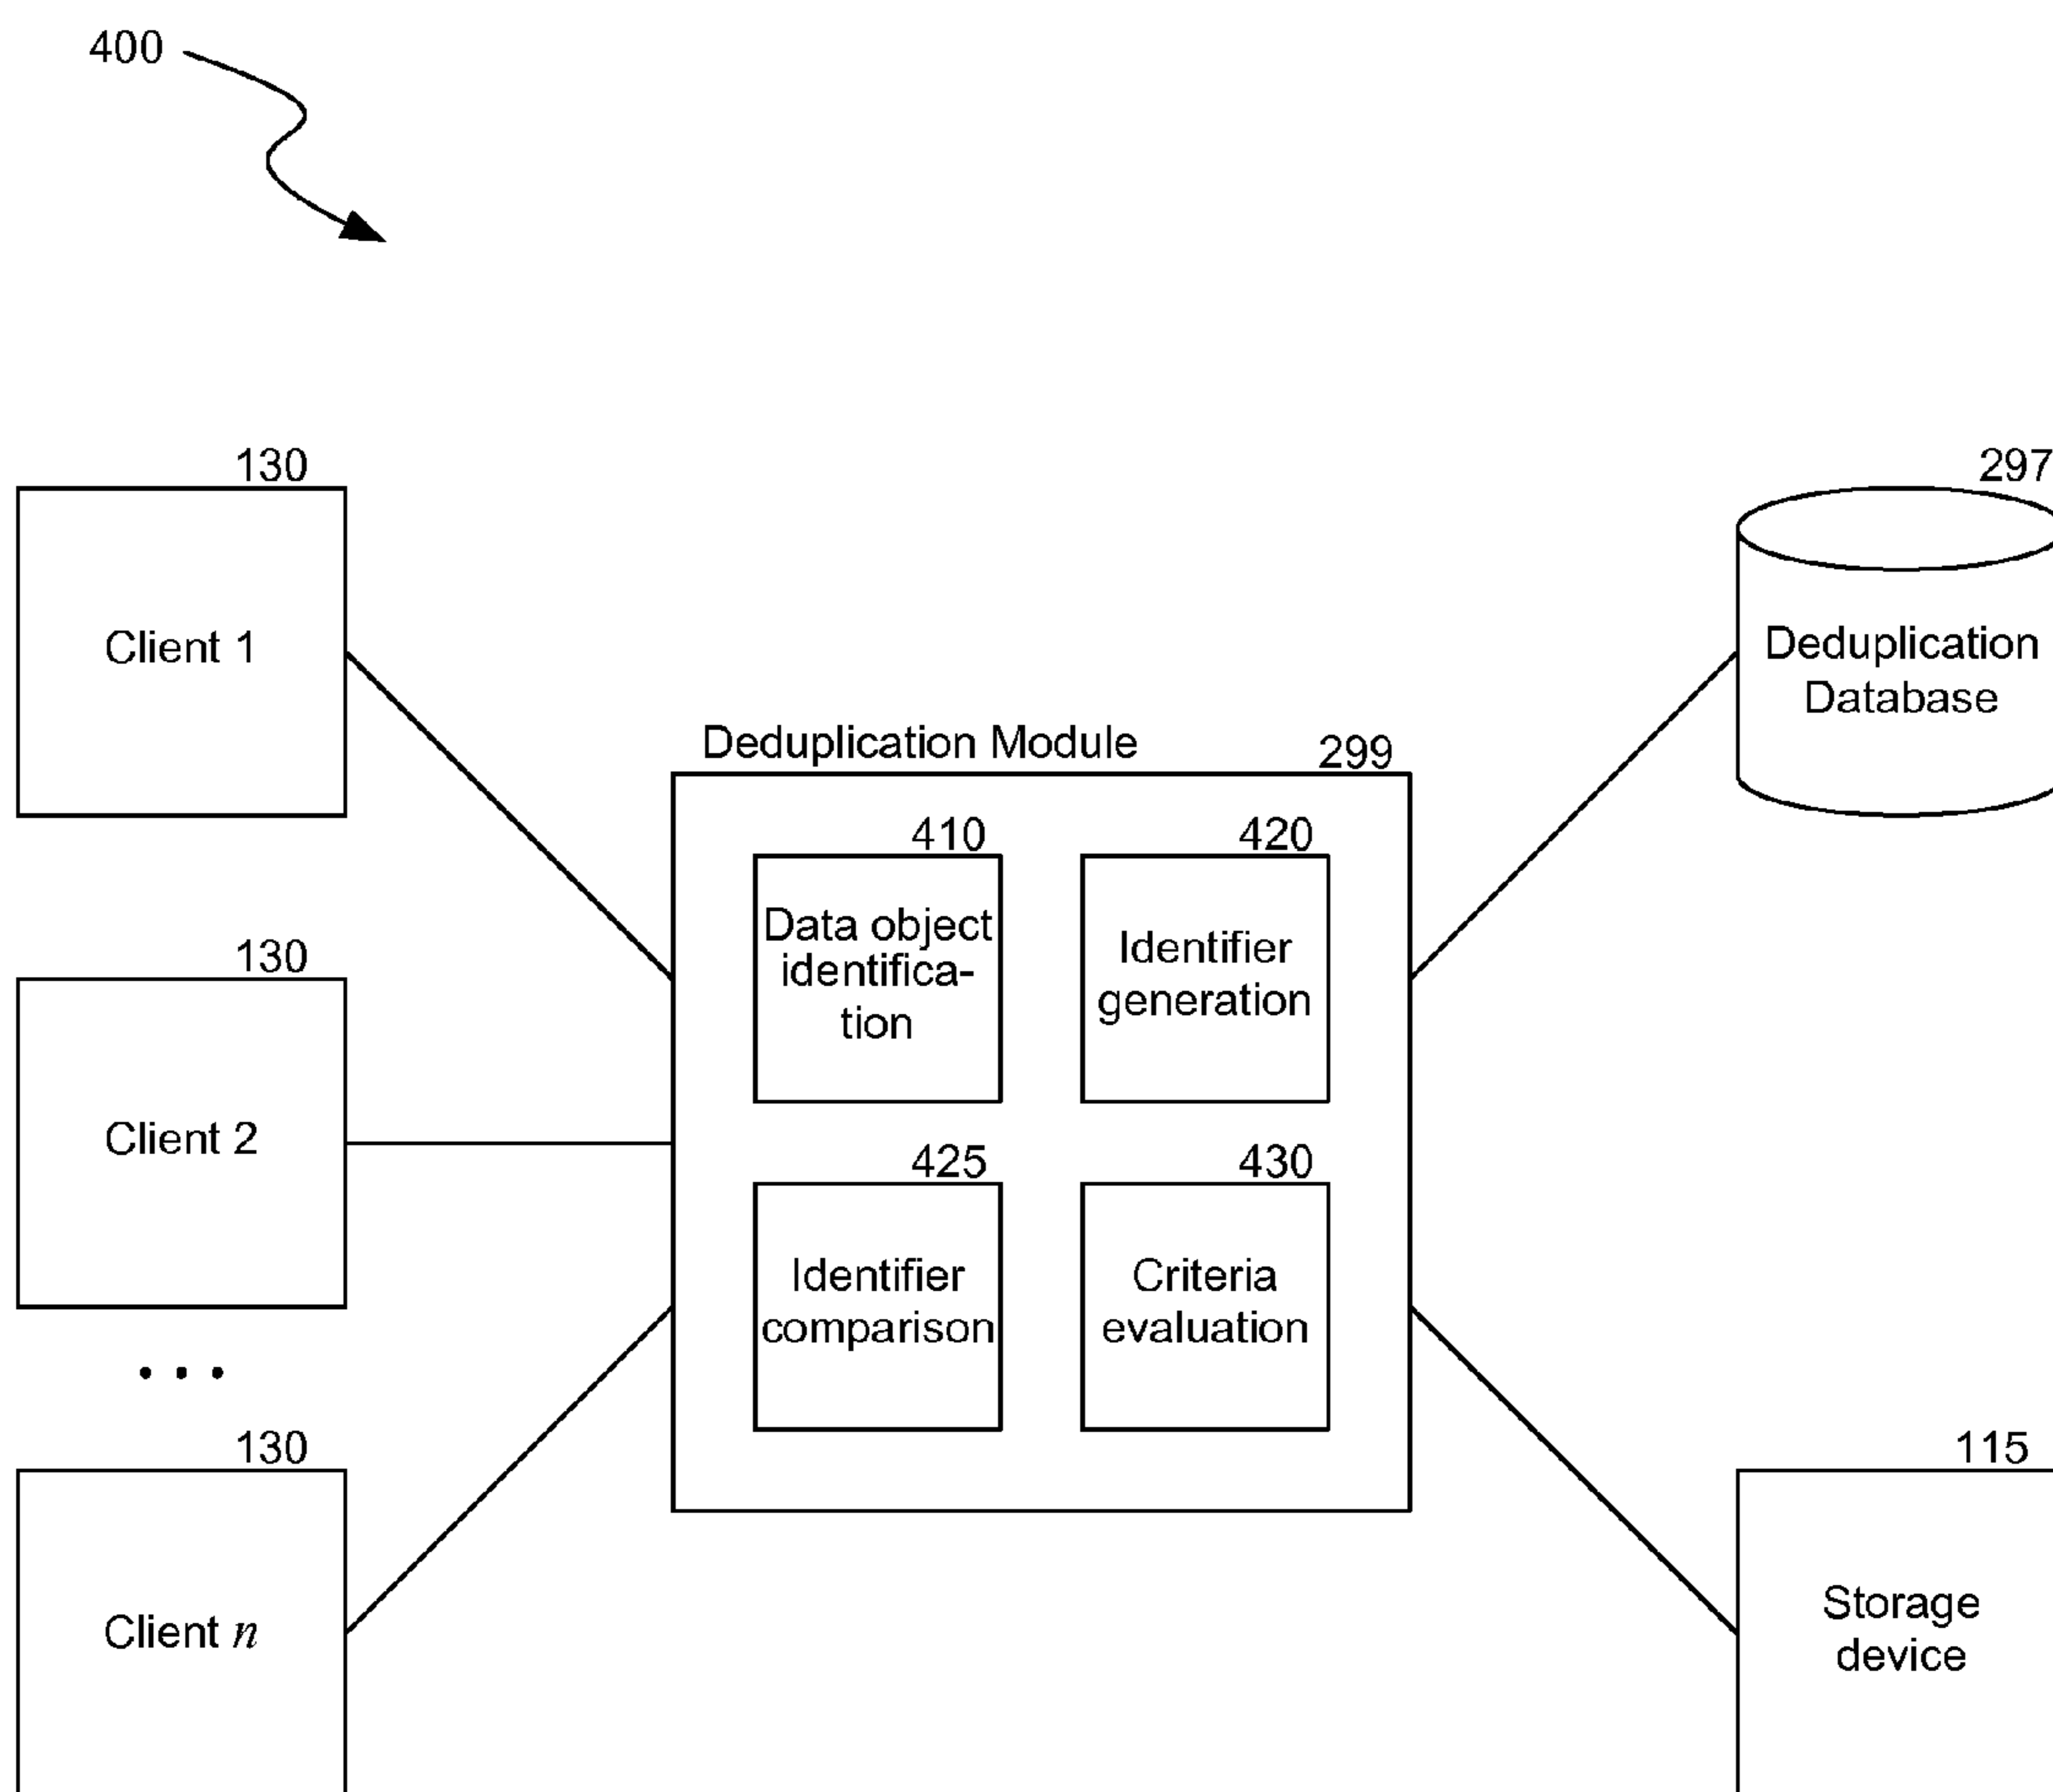 400
130
297
Client 1
Deduplication
Database
Deduplication Module
299
410
420
Data object
identifica-
tion
Identifier
generation
130
Client 2
425
430
Identifier
comparison
Criteria
evaluation
...
130
115
Client n
Storage
device